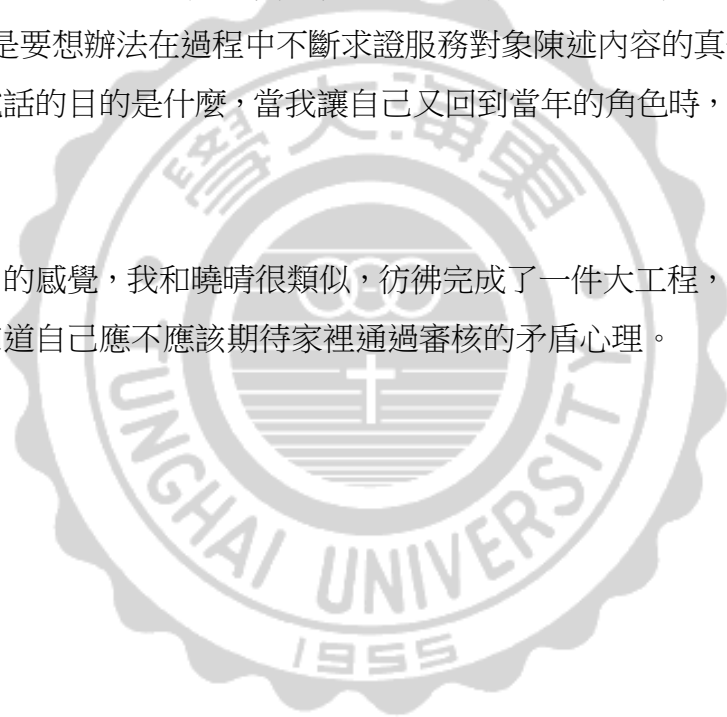 是要想辦法在過程中不斷求證服務對象陳述內容的真
話的目的是什麼，當我讓自己又回到當年的角色時，
的感覺，我和曉晴很類似，彷彿完成了一件大工程，
道自己應不應該期待家裡通過審核的矛盾心理。
學大海東
UNGHAI UNIVERSITY
1955